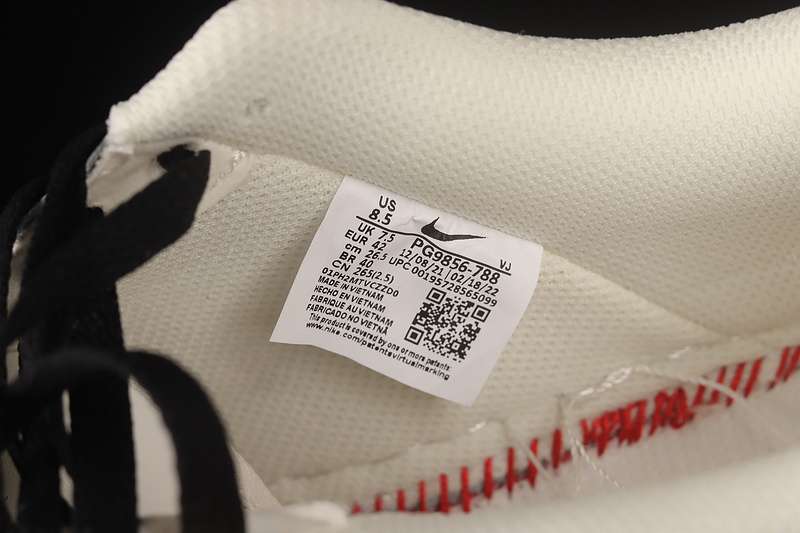 US
8.5
UK 7.5
EUR 42
cm 26.5
BR 40
CN 265(2.5)
PG9856-788
VJ
12/08/21 02/18/22
UPC 00195728565099
01PH2MTVCZZD0
MADE IN VIETNAM
HECHO EN VIETNAM
FABRIQUE AU VIETNAM
FABRICADO NO VIETNÃ
This product is covered by one or more patents:
www.nike.com/patentsvirtualmarking